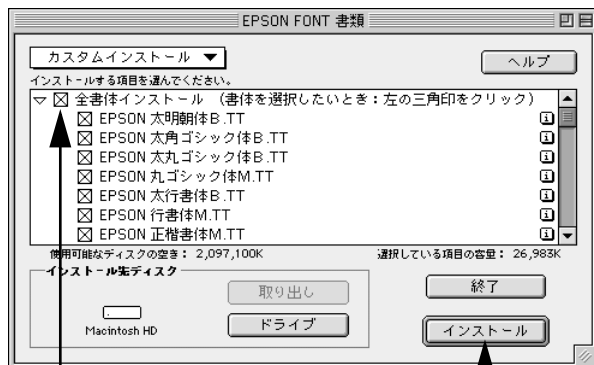 EPSON FONT 書類
カスタムインストール ▼
ヘルプ
インストールする項目を選んでください。
▽ ☒ 全書体インストール (書体を選択したいとき:左の三角印をクリック)
☒ EPSON 太明朝体B.TT
☒ EPSON 太角ゴシック体B.TT
☒ EPSON 太丸ゴシック体B.TT
☒ EPSON 丸ゴシック体M.TT
☒ EPSON 太行書体B.TT
☒ EPSON 行書体M.TT
☒ EPSON 正楷書体M.TT
使用可能なディスクの空き: 2,097,100K 選択している項目の容量: 26,983K
インストール先ディスク
取り出し
終了
Macintosh HD
ドライブ
インストール